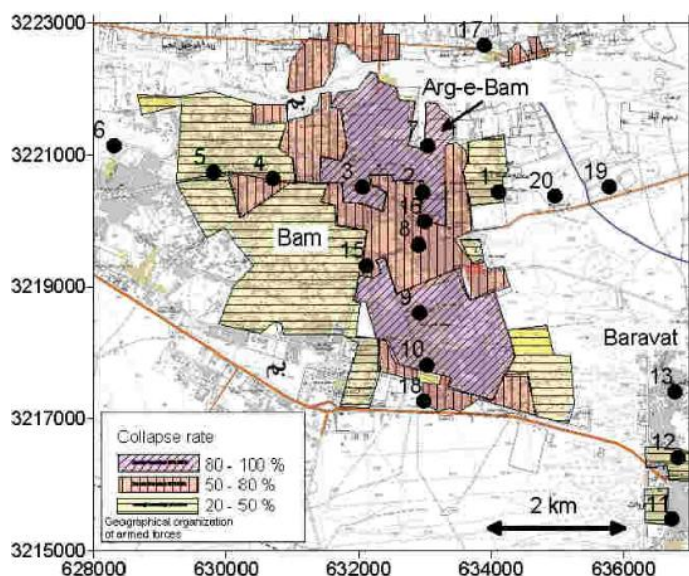 3223000
3221000
3219000
3217000
3215000
628000
630000
632000
634000
636000
17
Arg-e-Bam
6
7
5
4
3
2
1
20
19
16
8
Bam
15
9
Baravat
10
13
18
12
11
Collapse rate
80 - 100 %
50 - 80 %
20 - 50 %
Geographical organization
of armed forces
2 km